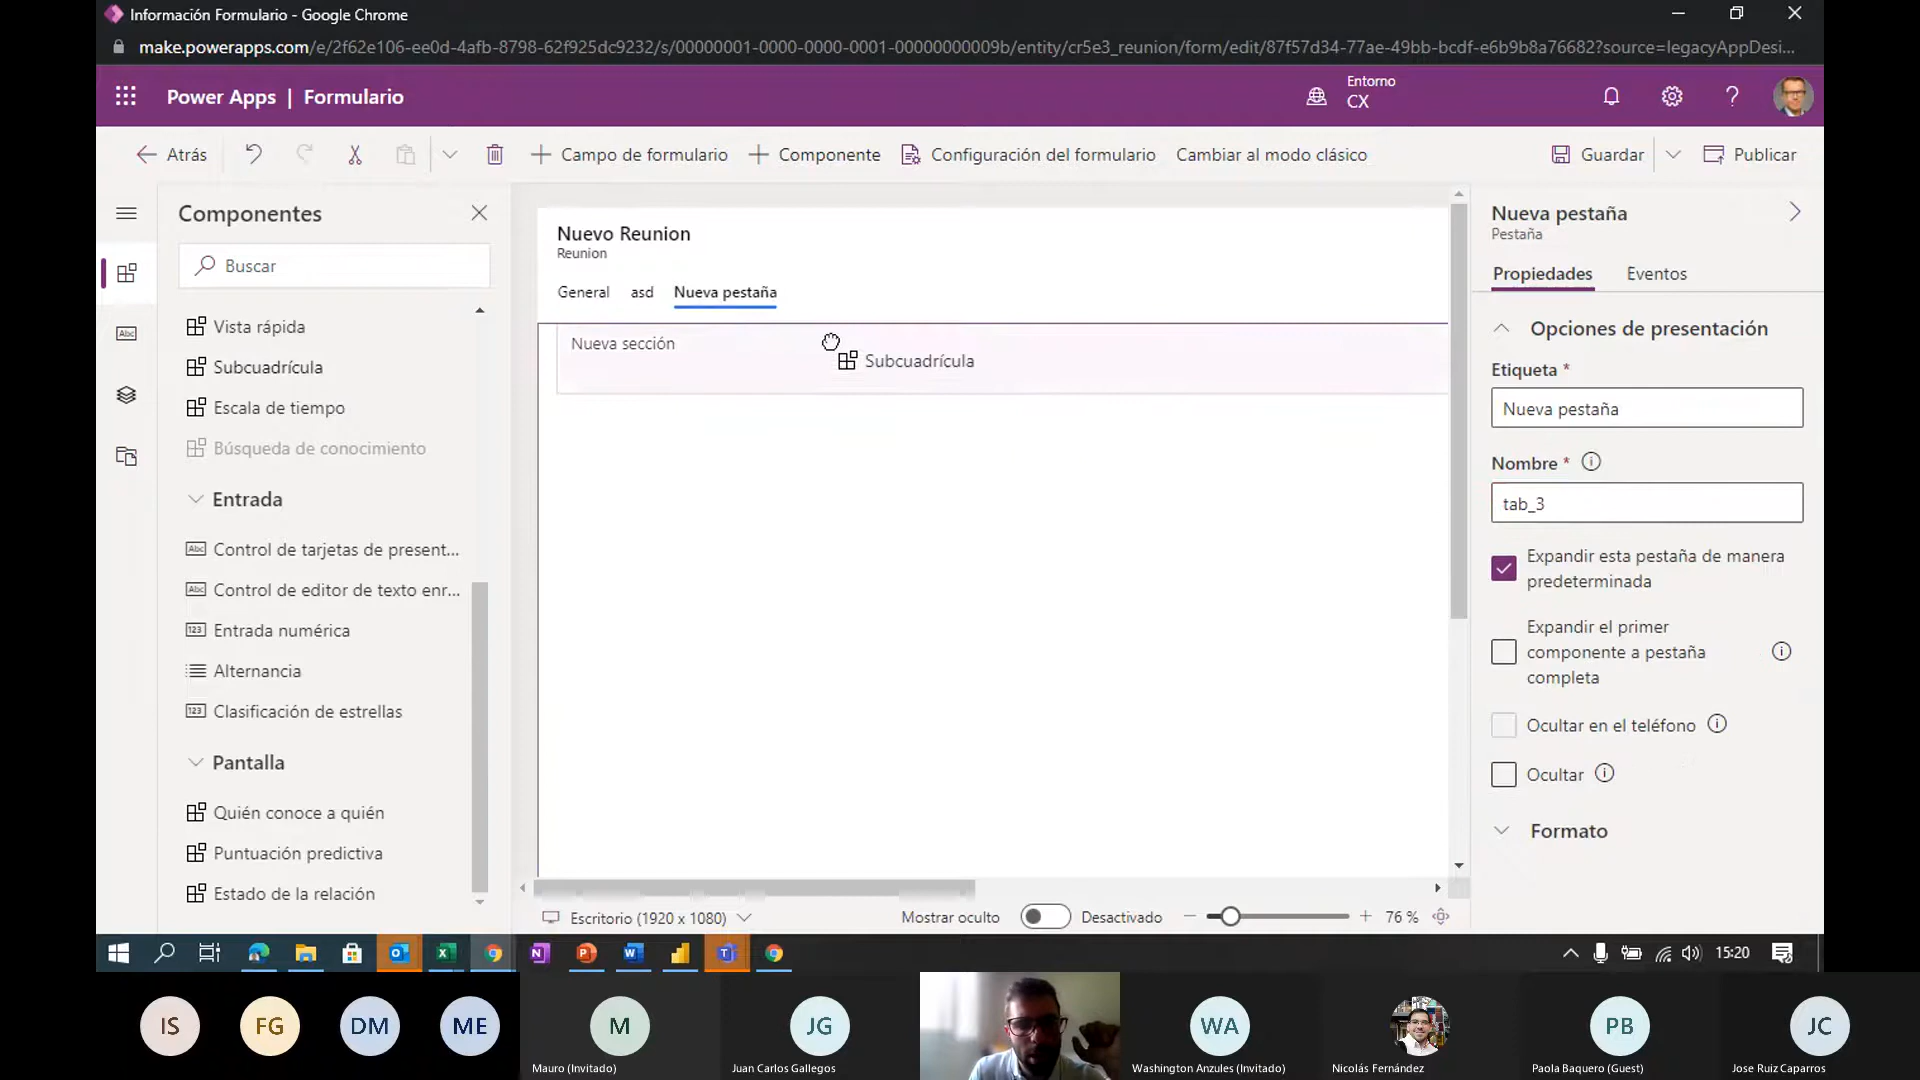 Información Formulario - Google Chrome
make.powerapps.com/e/2f62e106-ee0d-4afb-8798-62f925dc9232/s/00000001-0000-0000-0001-00000000009b/entity/cr5e3_reunion/form/edit/87f57d34-77ae-49bb-bcdf-e6b9b8a76682?source=legacyAppDesi...
Power Apps | Formulario
Entorno
CX
Atrás
Campo de formulario
Componente
Configuración del formulario
Cambiar al modo clásico
Guardar
Publicar
Componentes
Buscar
Vista rápida
Subcuadrícula
Escala de tiempo
Búsqueda de conocimiento
Entrada
Abc Control de tarjetas de present...
Abc Control de editor de texto enr...
123 Entrada numérica
Alternancia
123 Clasificación de estrellas
Pantalla
Quién conoce a quién
Puntuación predictiva
Estado de la relación
Nuevo Reunion
Reunion
General asd Nueva pestaña
Nueva sección
Subcuadrícula
Escritorio (1920 x 1080)
Mostrar oculto
Desactivado
76 %
Nueva pestaña
Pestaña
Propiedades Eventos
Opciones de presentación
Etiqueta *
Nueva pestaña
Nombre *
tab_3
Expandir esta pestaña de manera
predeterminada
Expandir el primer
componente a pestaña
completa
Ocultar en el teléfono
Ocultar
Formato
15:20
IS
FG
DM
ME
M
Mauro (Invitado)
JG
Juan Carlos Gallegos
WA
Washington Anzules (Invitado)
Nicolás Fernández
PB
Paola Baquero (Guest)
JC
Jose Ruiz Caparros